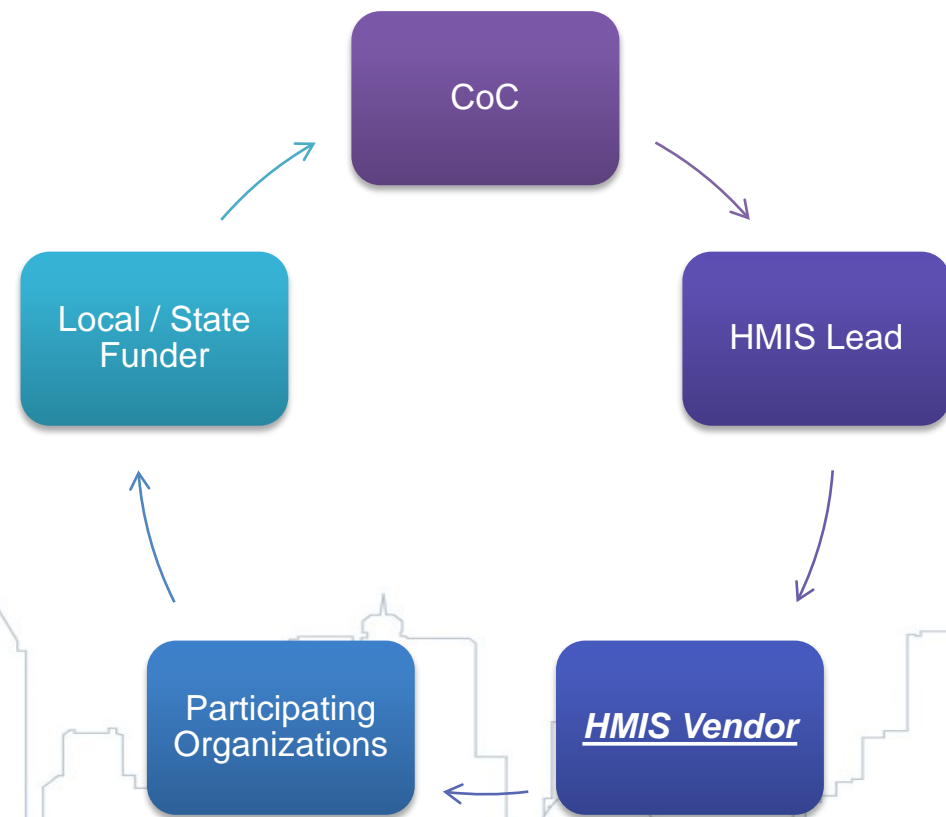 CoC
HMIS Lead
HMIS Vendor
Participating
Organizations
Local / State
Funder